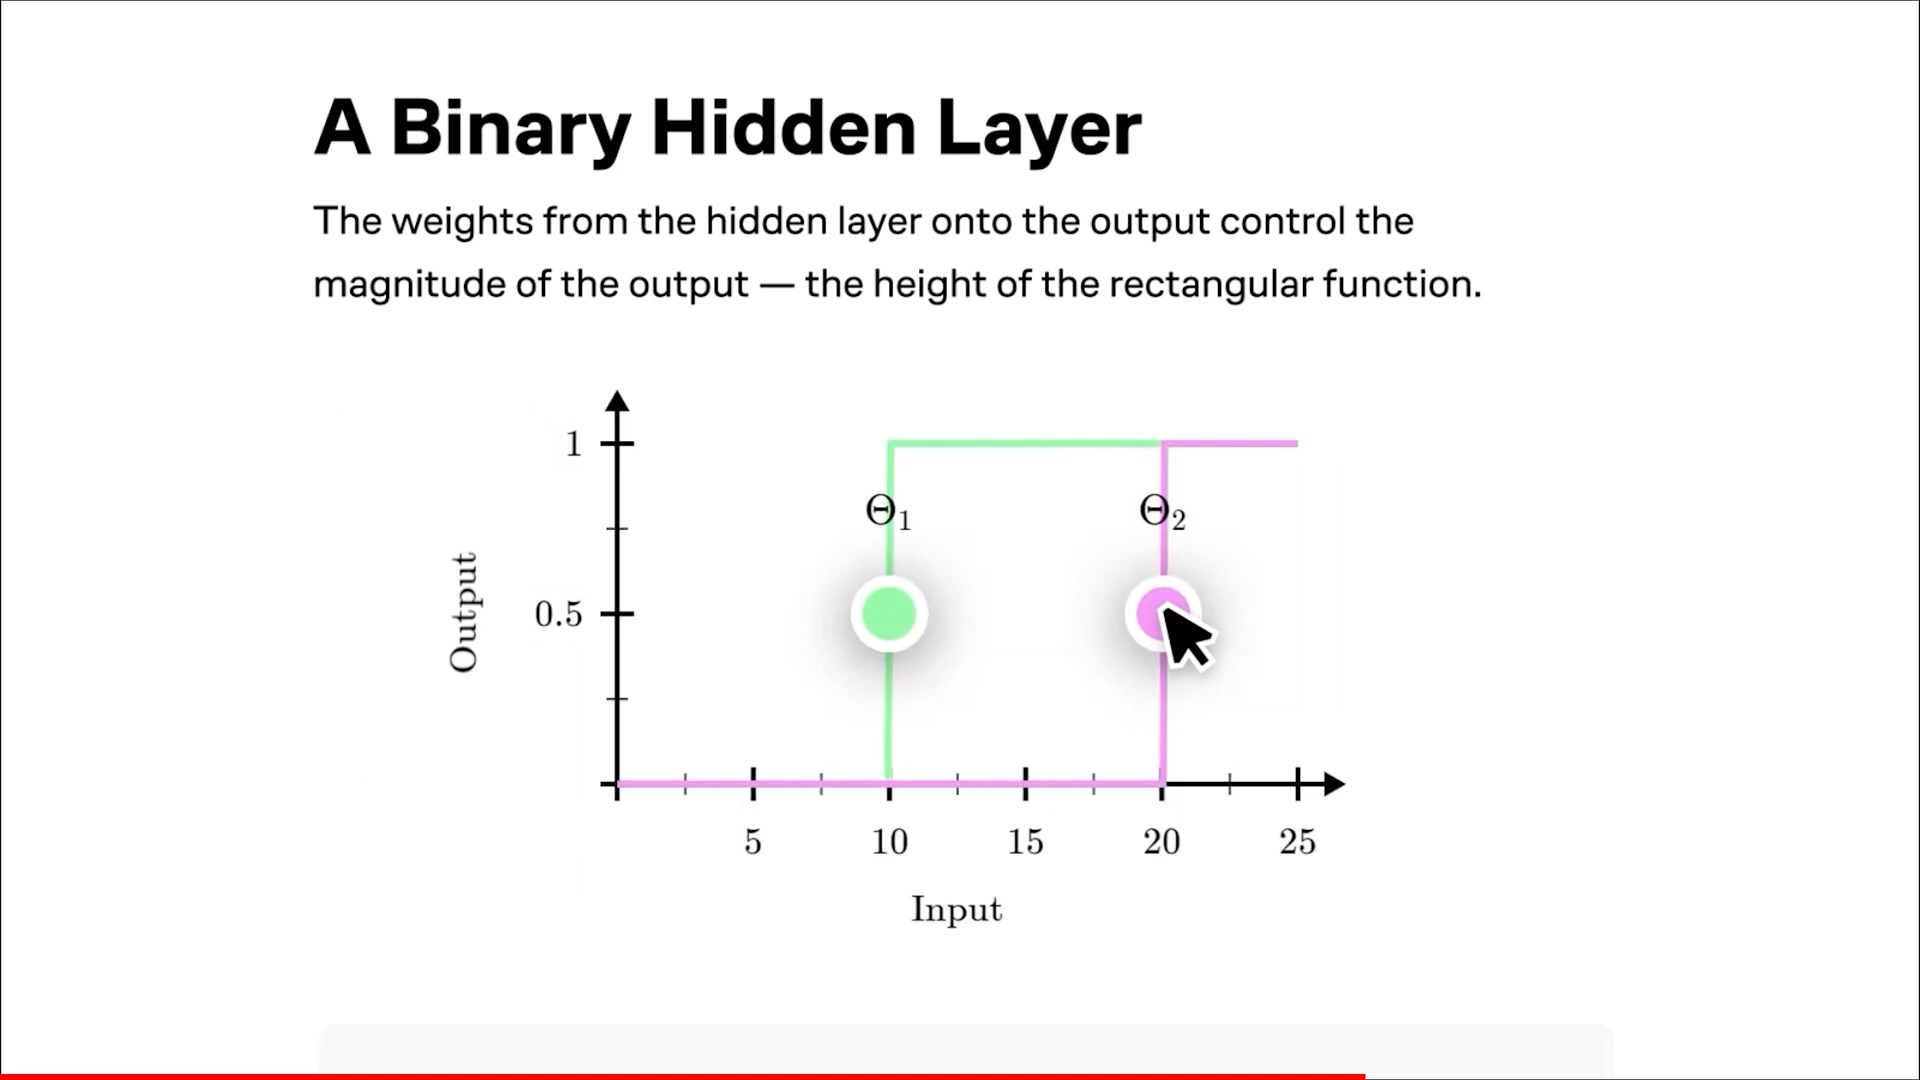 A Binary Hidden Layer
The weights from the hidden layer onto the output control the
magnitude of the output — the height of the rectangular function.
1
Θ₁ Θ₂
Output
0.5
5 10 15 20 25
Input